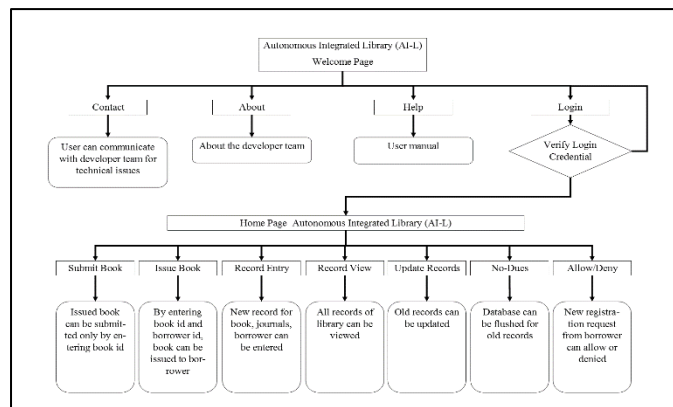 Autonomous Integrated Library (AI-L)
Welcome Page
Contact
About
Help
Login
User can communicate
with developer team for
technical issues
About the developer team
User manual
Verify Login
Credential
Home Page Autonomous Integrated Library (AI-L)
Submit Book
Issue Book
Record Entry
Record View
Update Records
No-Dues
Allow/Deny
Issued book
can be submit-
ted only by en-
tering book id
By entering
book id and
borrower id,
book can be
issued to bor-
rower
New record for
book, journals,
borrower can
be entered
All records of
library can be
viewed
Old records can
be updated
Database can
be flushed for
old records
New regist-
ration request
from borrower
can allow or
denied